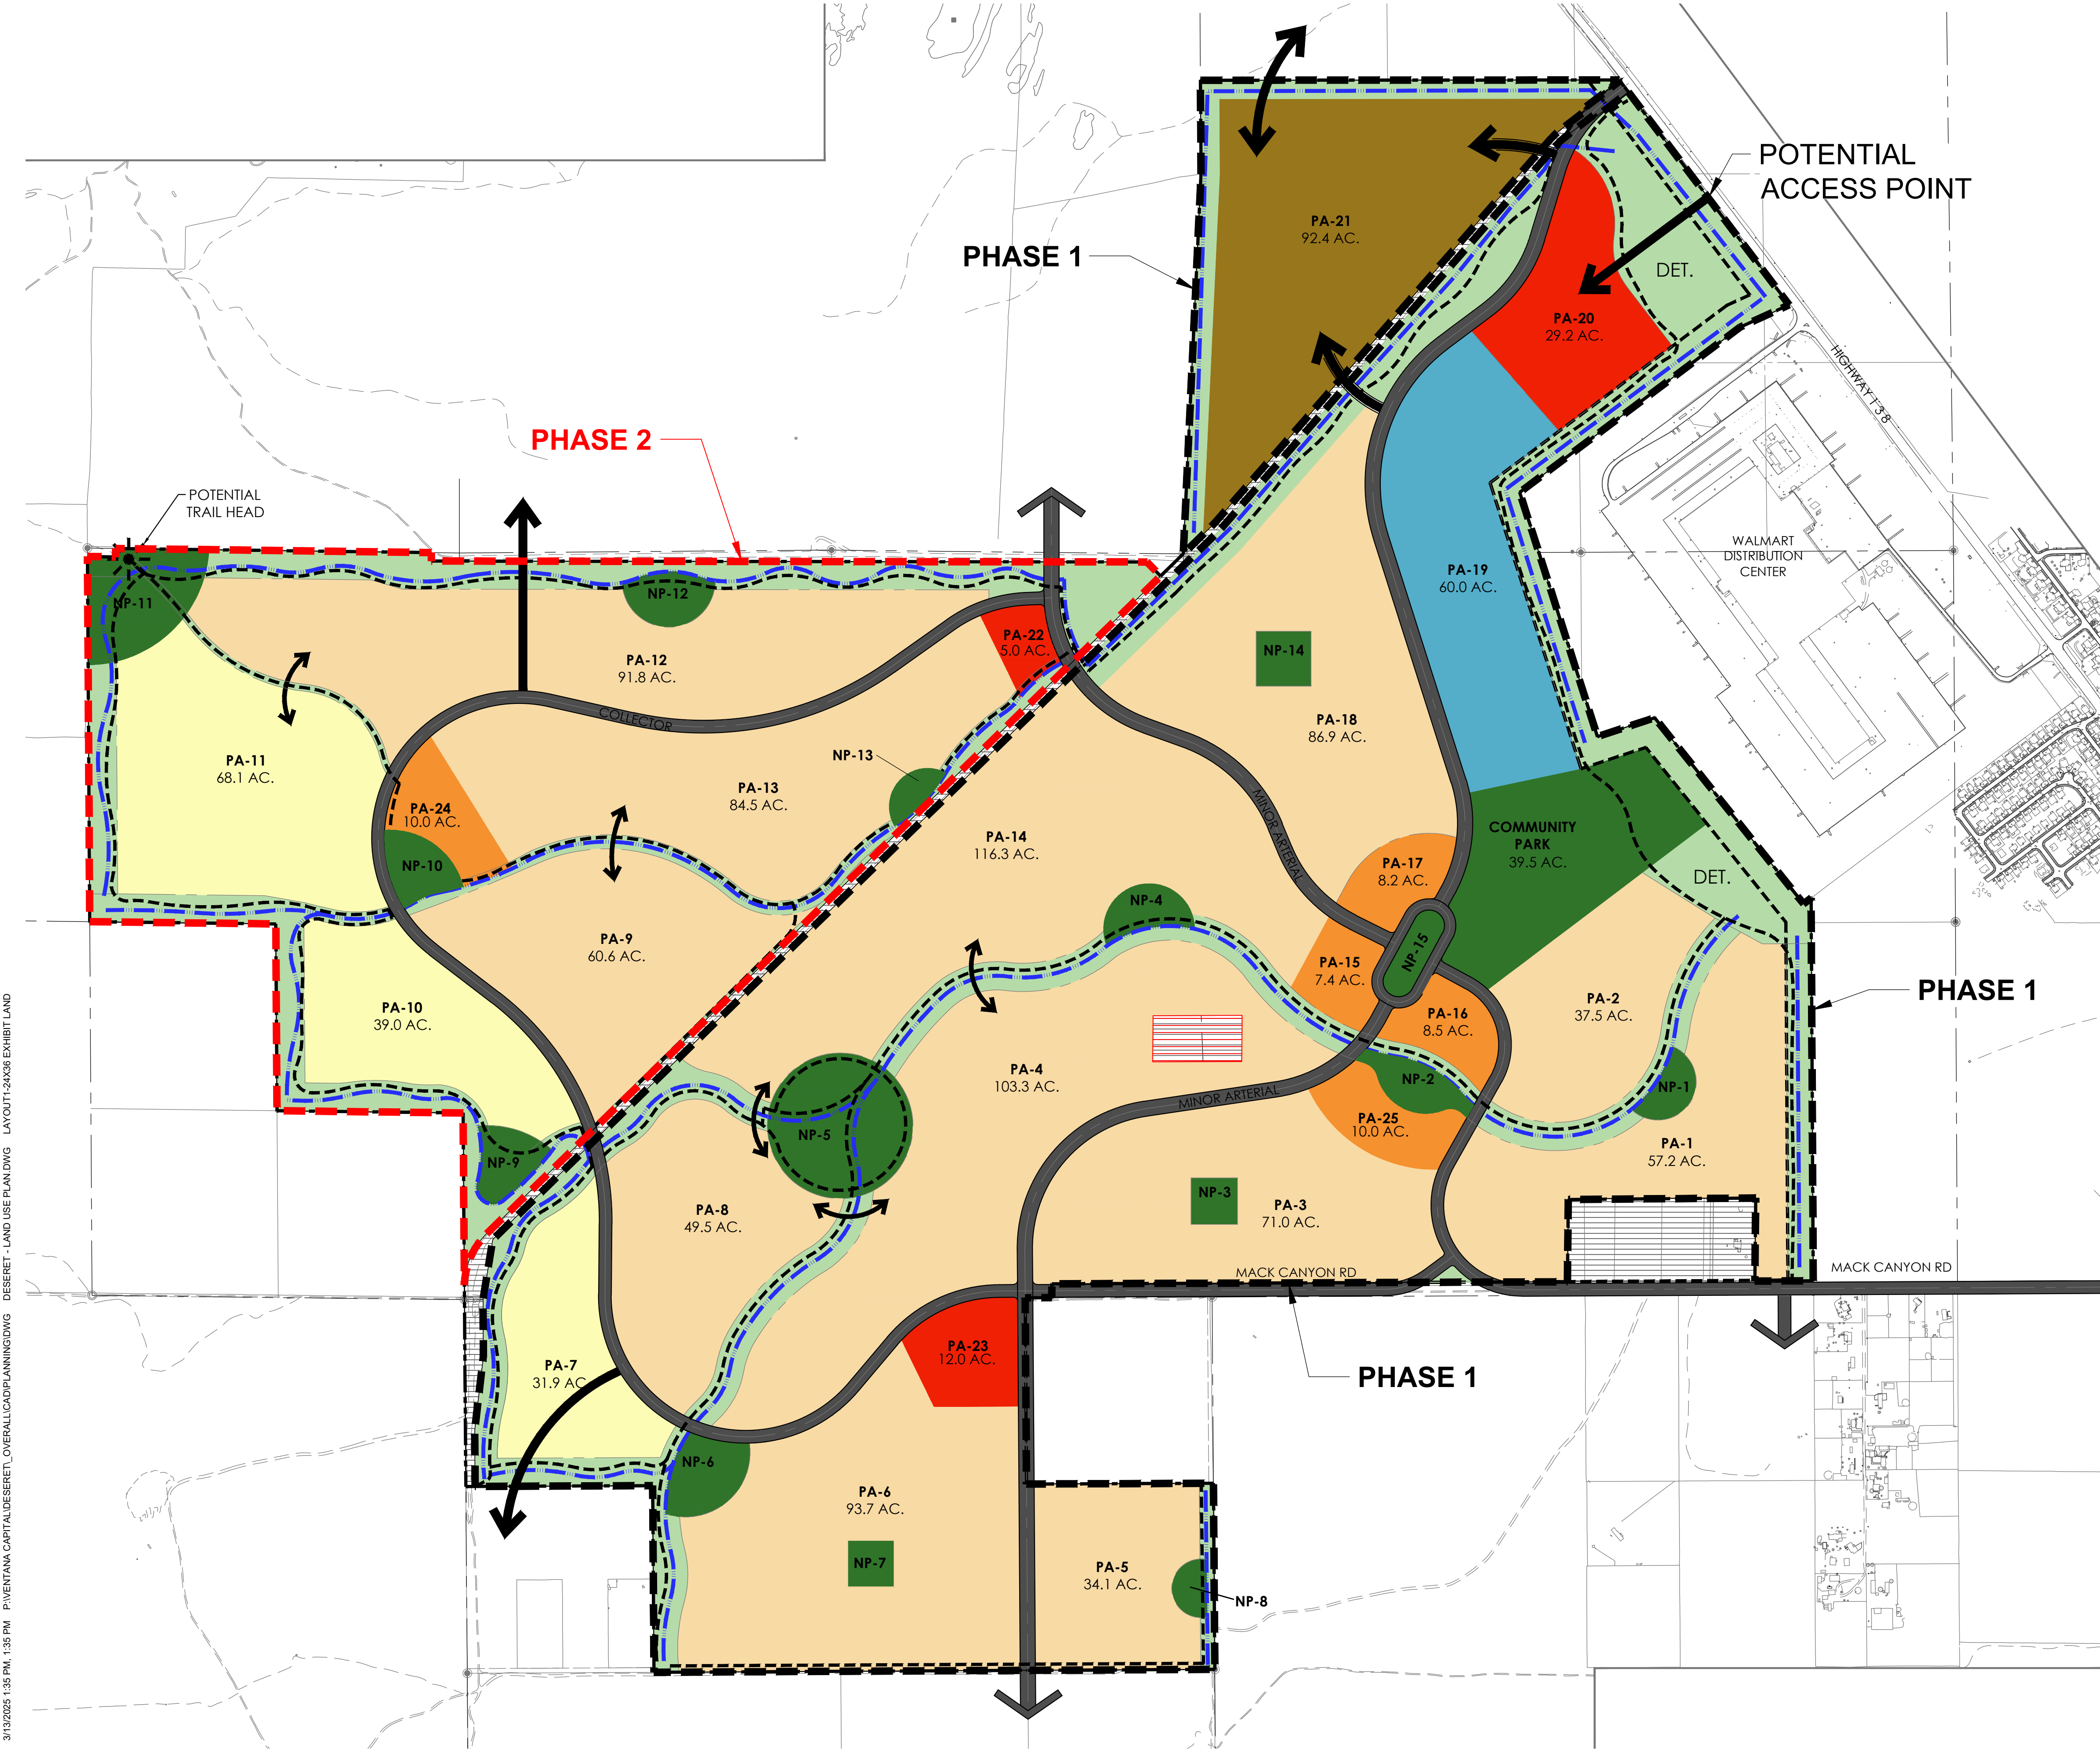 PHASE 1
POTENTIAL
ACCESS POINT
PA-21
92.4 AC.
DET.
PA-20
29.2 AC.
HIGHWAY 138
PHASE 2
POTENTIAL
TRAIL HEAD
WALMART
DISTRIBUTION
CENTER
PA-19
60.0 AC.
NP-11
NP-12
PA-22
5.0 AC.
NP-14
PA-12
91.8 AC.
COLLECTOR
PA-18
86.9 AC.
NP-13
PA-11
68.1 AC.
PA-13
84.5 AC.
PA-24
10.0 AC.
MINOR ARTERIAL
PA-14
116.3 AC.
COMMUNITY
PARK
39.5 AC.
NP-10
PA-17
8.2 AC.
DET.
NP-4
PA-9
60.6 AC.
NP-15
PA-15
7.4 AC.
PHASE 1
PA-10
39.0 AC.
PA-2
37.5 AC.
PA-16
8.5 AC.
PA-4
103.3 AC.
NP-2
NP-1
MINOR ARTERIAL
PA-25
10.0 AC.
NP-5
PA-1
57.2 AC.
NP-9
NP-3
PA-3
71.0 AC.
PA-8
49.5 AC.
MACK CANYON RD
MACK CANYON RD
PA-23
12.0 AC.
PA-7
31.9 AC
PHASE 1
NP-6
PA-6
93.7 AC.
NP-7
PA-5
34.1 AC.
NP-8
3/13/2025 1:35 PM, 1:35 PM P:\VENTANA CAPITAL\DESERET\_OVERALL\CAD\PLANNING\DWG DESERET - LAND USE PLAN.DWG LAYOUT1-24X36 EXHIBIT LAND